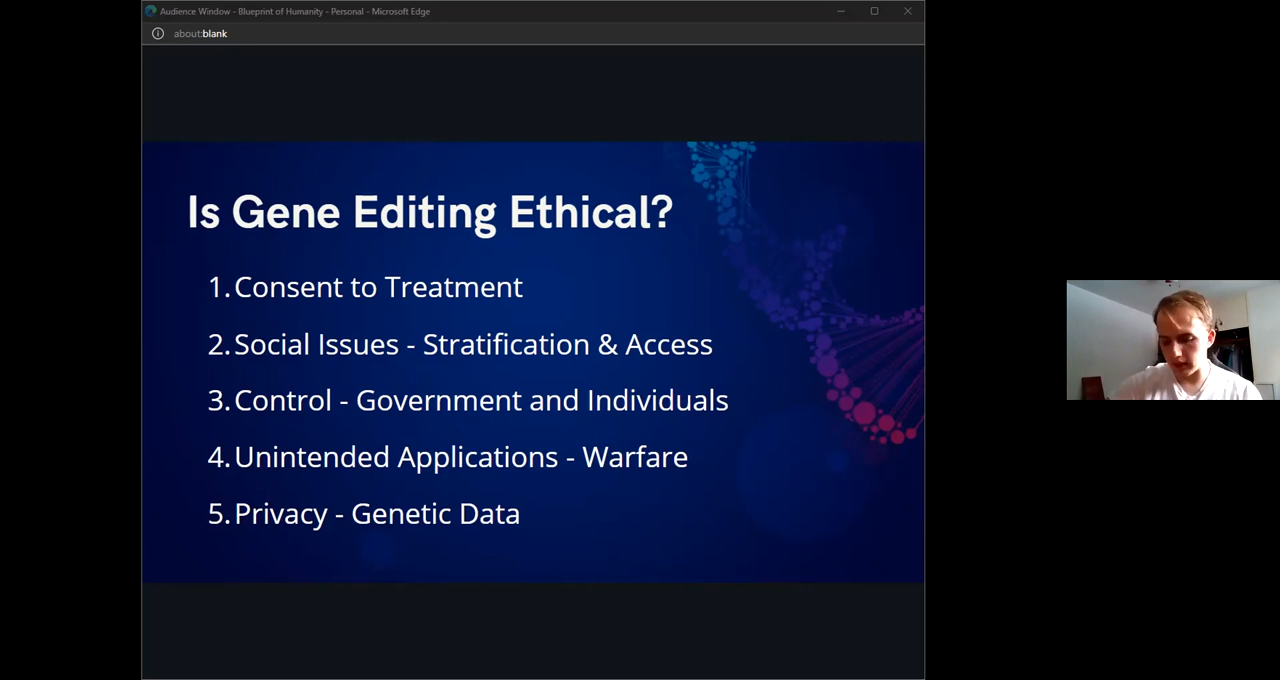 Audience Window - Blueprint of Humanity - Personal - Microsoft Edge
about:blank
Is Gene Editing Ethical?
1. Consent to Treatment
2. Social Issues - Stratification & Access
3. Control - Government and Individuals
4. Unintended Applications - Warfare
5. Privacy - Genetic Data